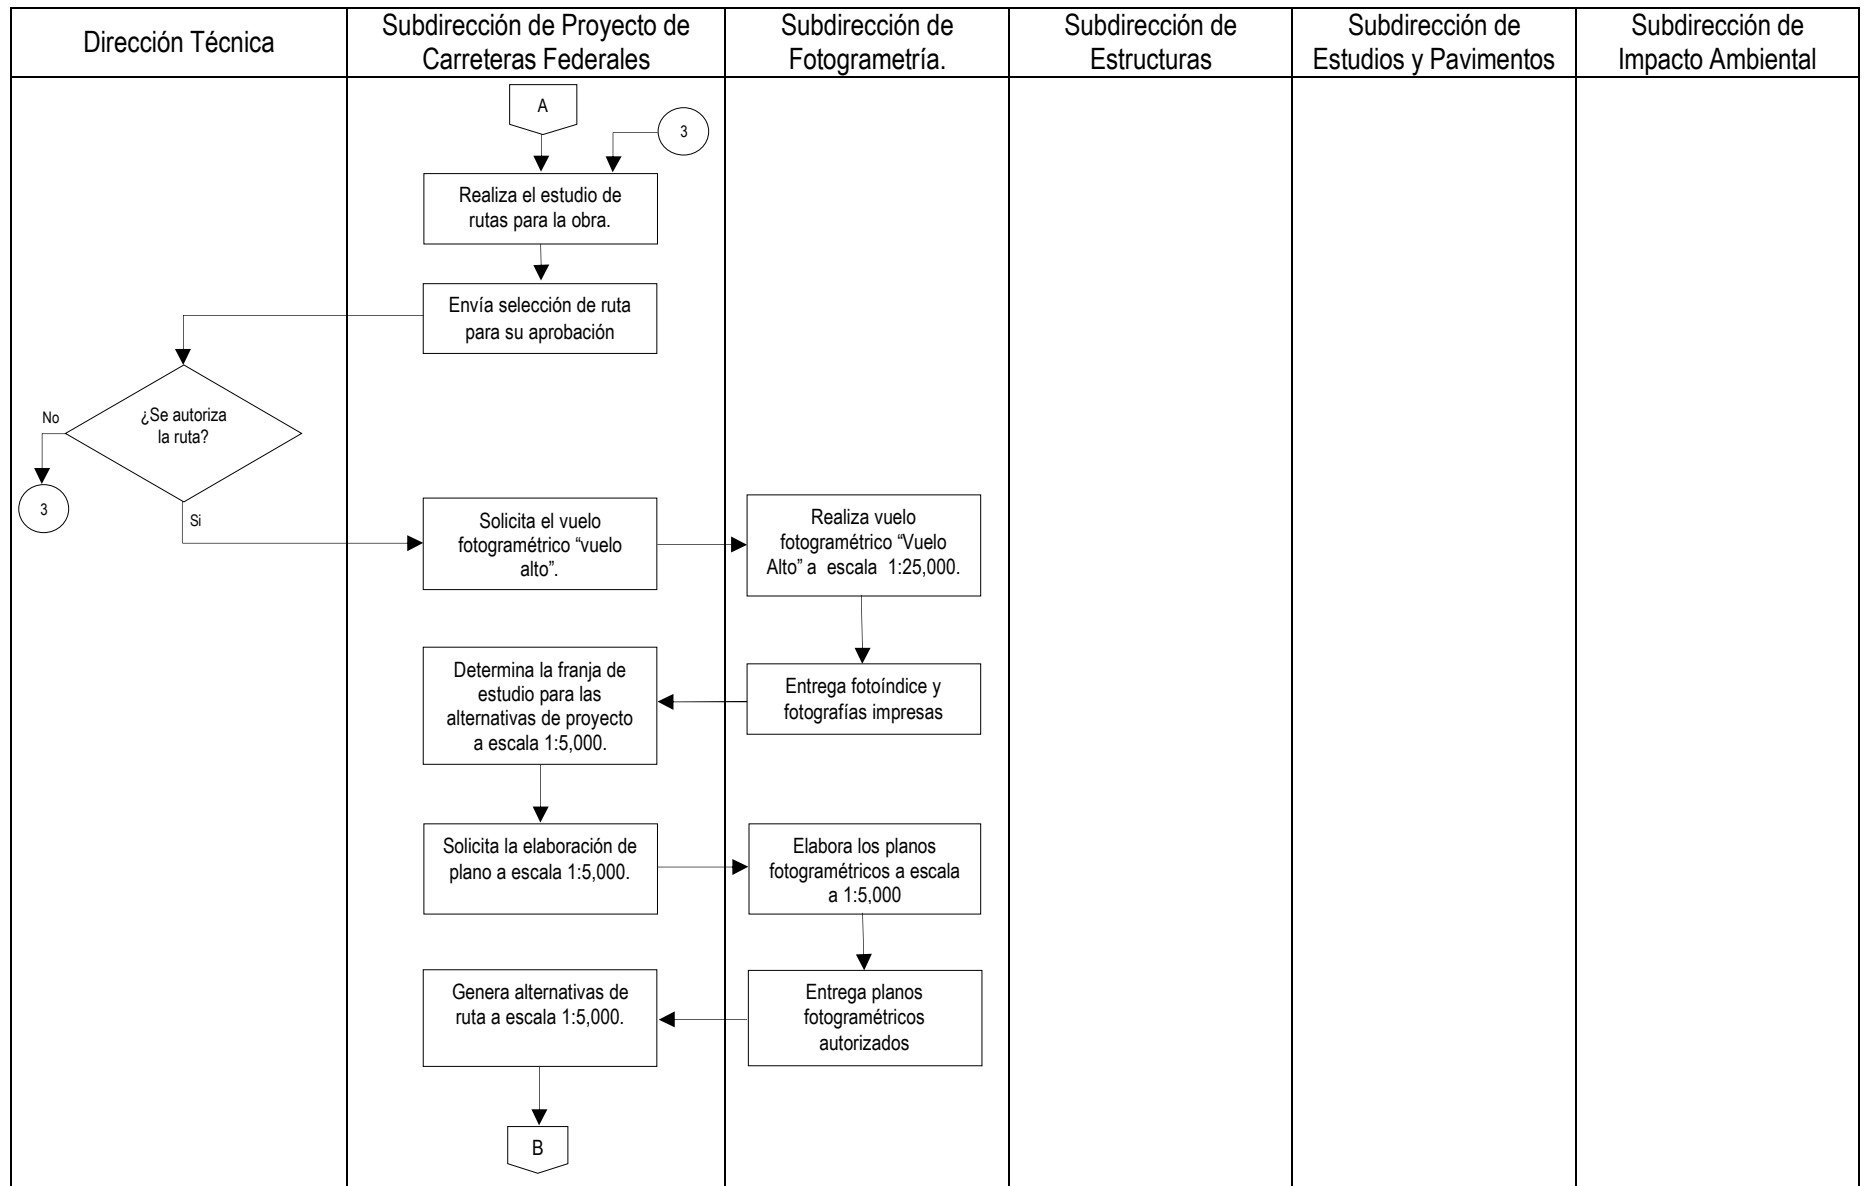 Dirección Técnica
Subdirección de Proyecto de
Carreteras Federales
Subdirección de
Fotogrametría.
Subdirección de
Estructuras
Subdirección de
Estudios y Pavimentos
Subdirección de
Impacto Ambiental
A
3
Realiza el estudio de
rutas para la obra.
Envía selección de ruta
para su aprobación
¿Se autoriza
la ruta?
No
3
Si
Solicita el vuelo
fotogramétrico “vuelo
alto”.
Realiza vuelo
fotogramétrico “Vuelo
Alto” a escala 1:25,000.
Entrega fotoíndice y
fotografías impresas
Determina la franja de
estudio para las
alternativas de proyecto
a escala 1:5,000.
Solicita la elaboración de
plano a escala 1:5,000.
Elabora los planos
fotogramétricos a escala
a 1:5,000
Entrega planos
fotogramétricos
autorizados
Genera alternativas de
ruta a escala 1:5,000.
B